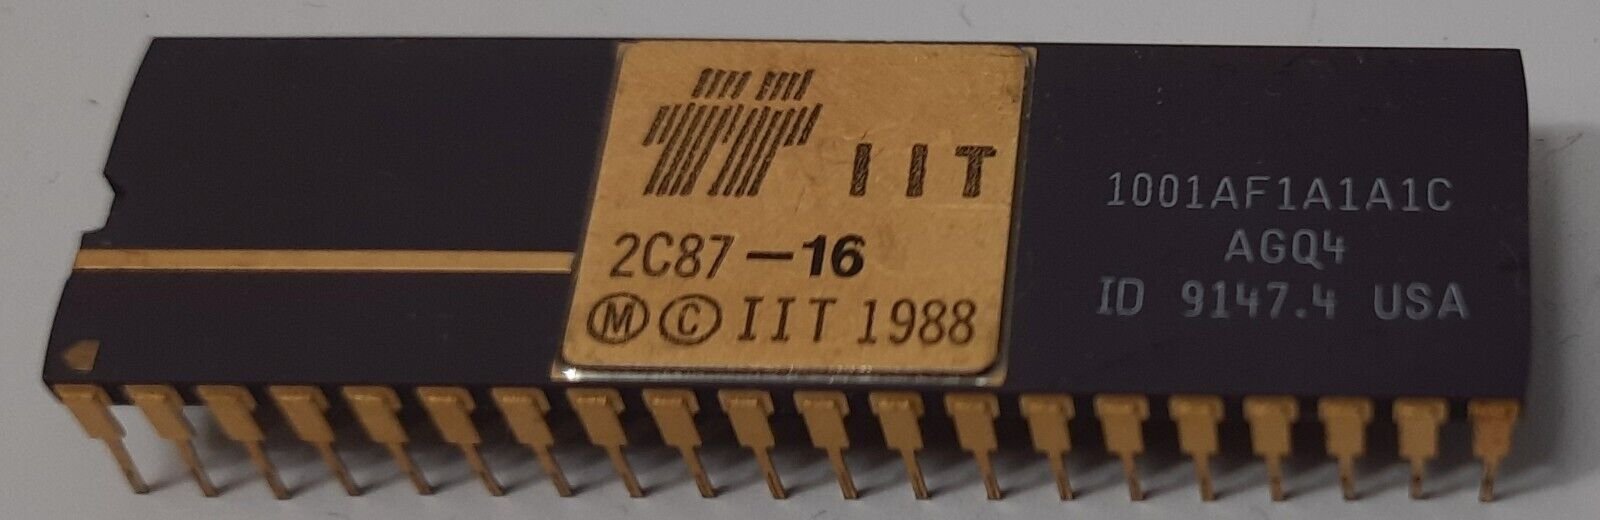 IIT
2C87-16
Ⓜ © IIT 1988
1001AF1A1A1C
AGQ4
ID 9147.4 USA